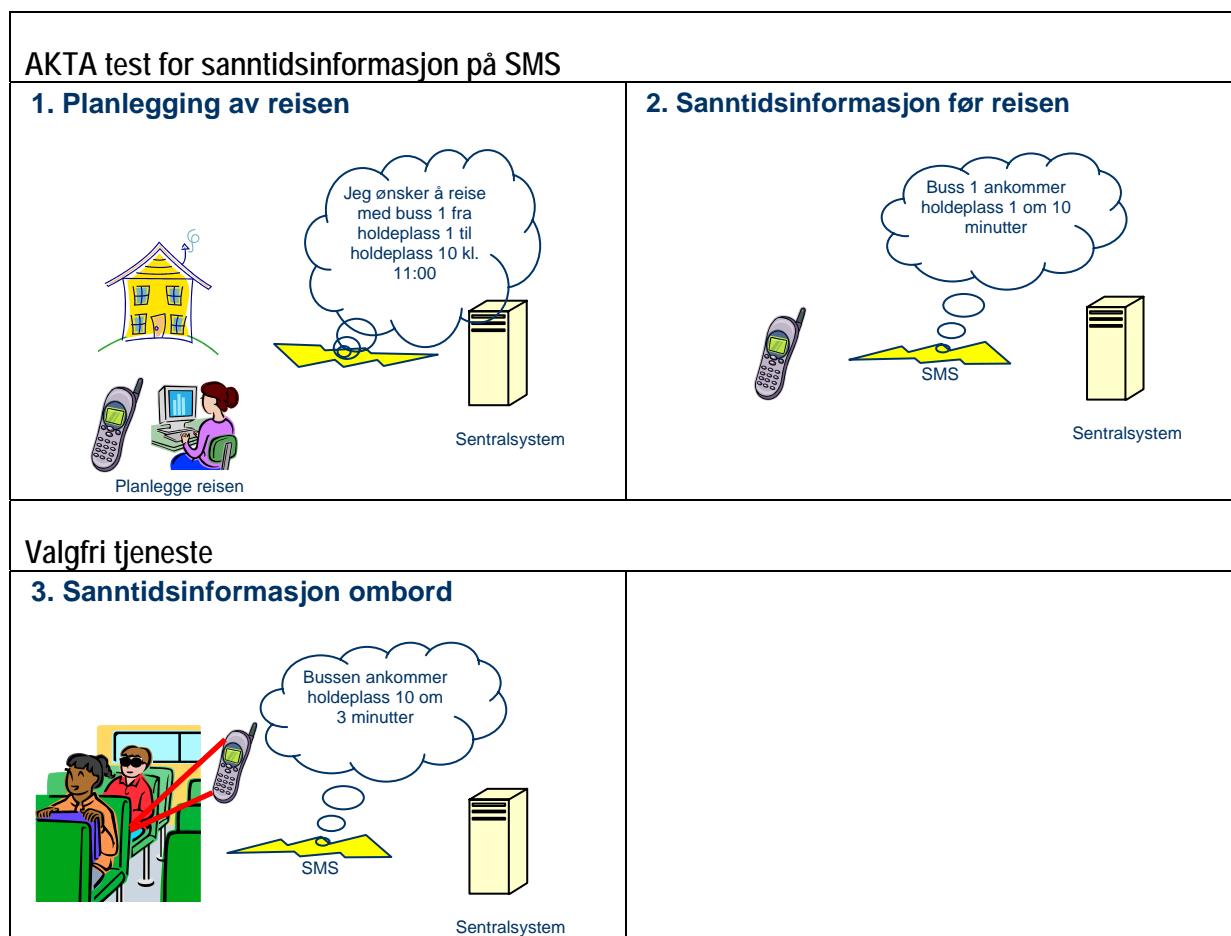 AKTA test for sanntidsinformasjon på SMS
1. Planlegging av reisen
Jeg ønsker å reise
med buss 1 fra
holdeplass 1 til
holdeplass 10 kl.
11:00
Sentralsystem
Planlegge reisen
2. Sanntidsinformasjon før reisen
Buss 1 ankommer
holdeplass 1 om 10
minutter
SMS
Sentralsystem
Valgfri tjeneste
3. Sanntidsinformasjon ombord
Bussen ankommer
holdeplass 10 om
3 minutter
SMS
Sentralsystem